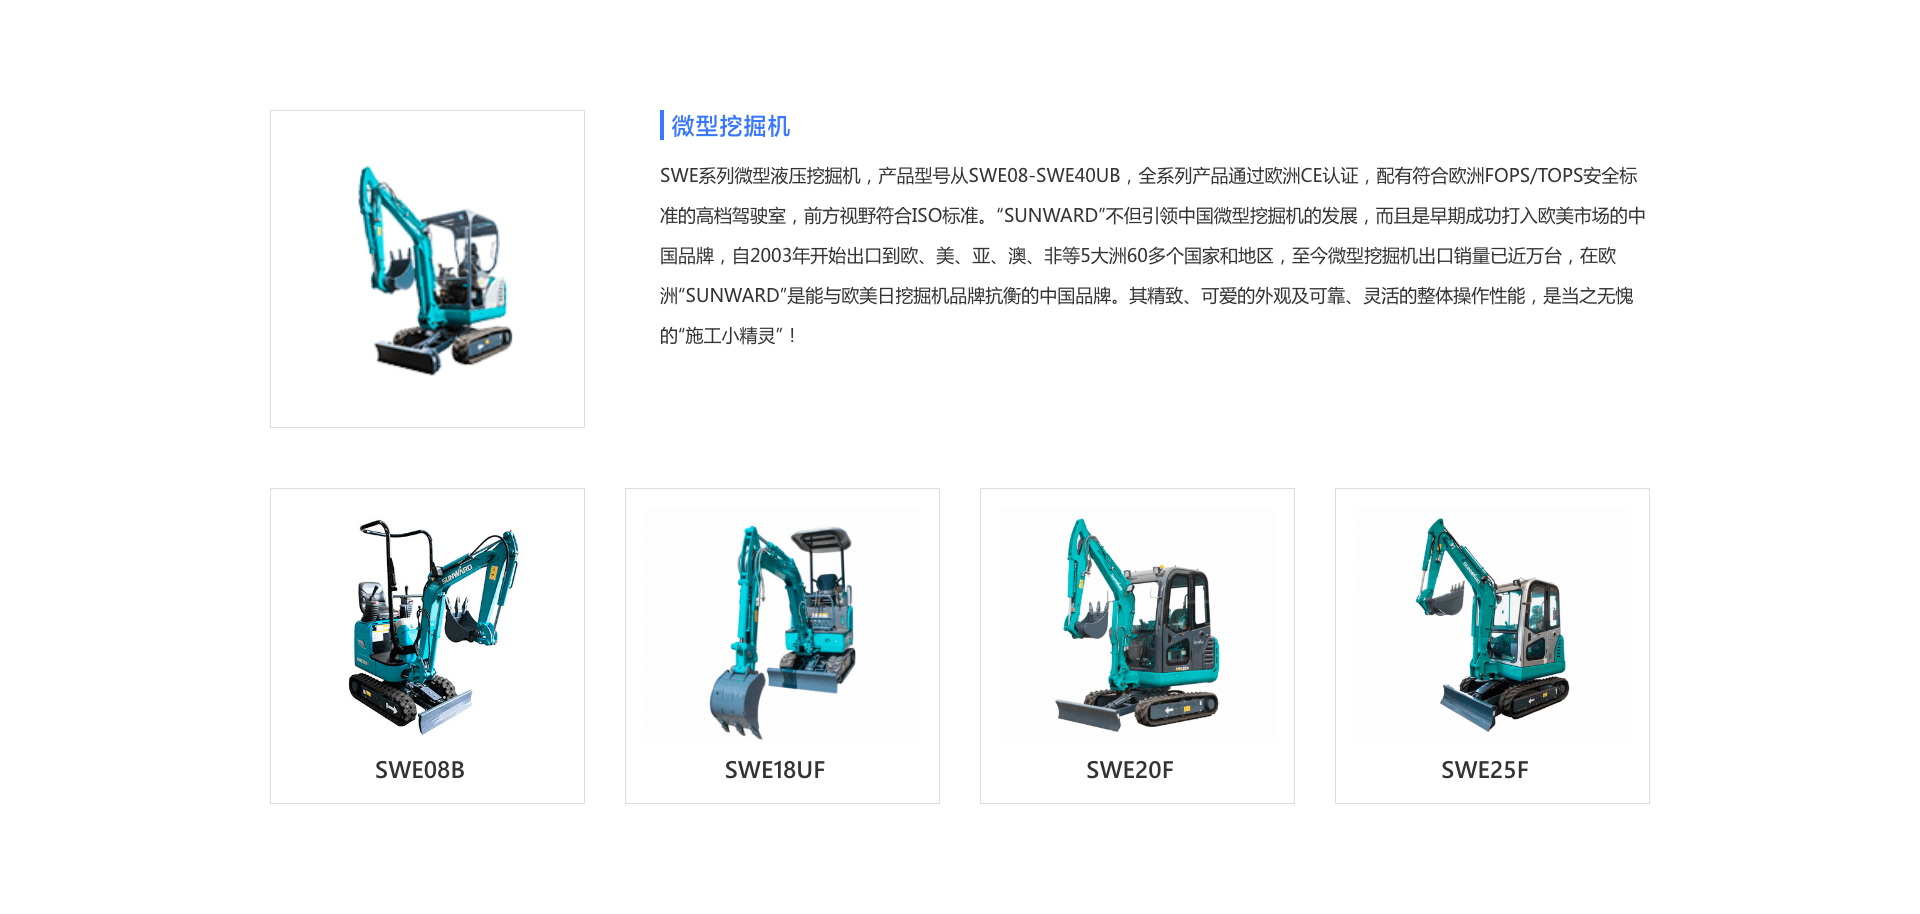 微型挖掘机
SWE系列微型液压挖掘机，产品型号从SWE08-SWE40UB，全系列产品通过欧洲CE认证，配有符合欧洲FOPS/TOPS安全标
准的高档驾驶室，前方视野符合ISO标准。“SUNWARD”不但引领中国微型挖掘机的发展，而且是早期成功打入欧美市场的中
国品牌，自2003年开始出口到欧、美、亚、澳、非等5大洲60多个国家和地区，至今微型挖掘机出口销量已近万台，在欧
洲“SUNWARD”是能与欧美日挖掘机品牌抗衡的中国品牌。其精致、可爱的外观及可靠、灵活的整体操作性能，是当之无愧
的“施工小精灵”！
SUNWARD
SWE08B
SWE18UF
SWE20F
SWE25F